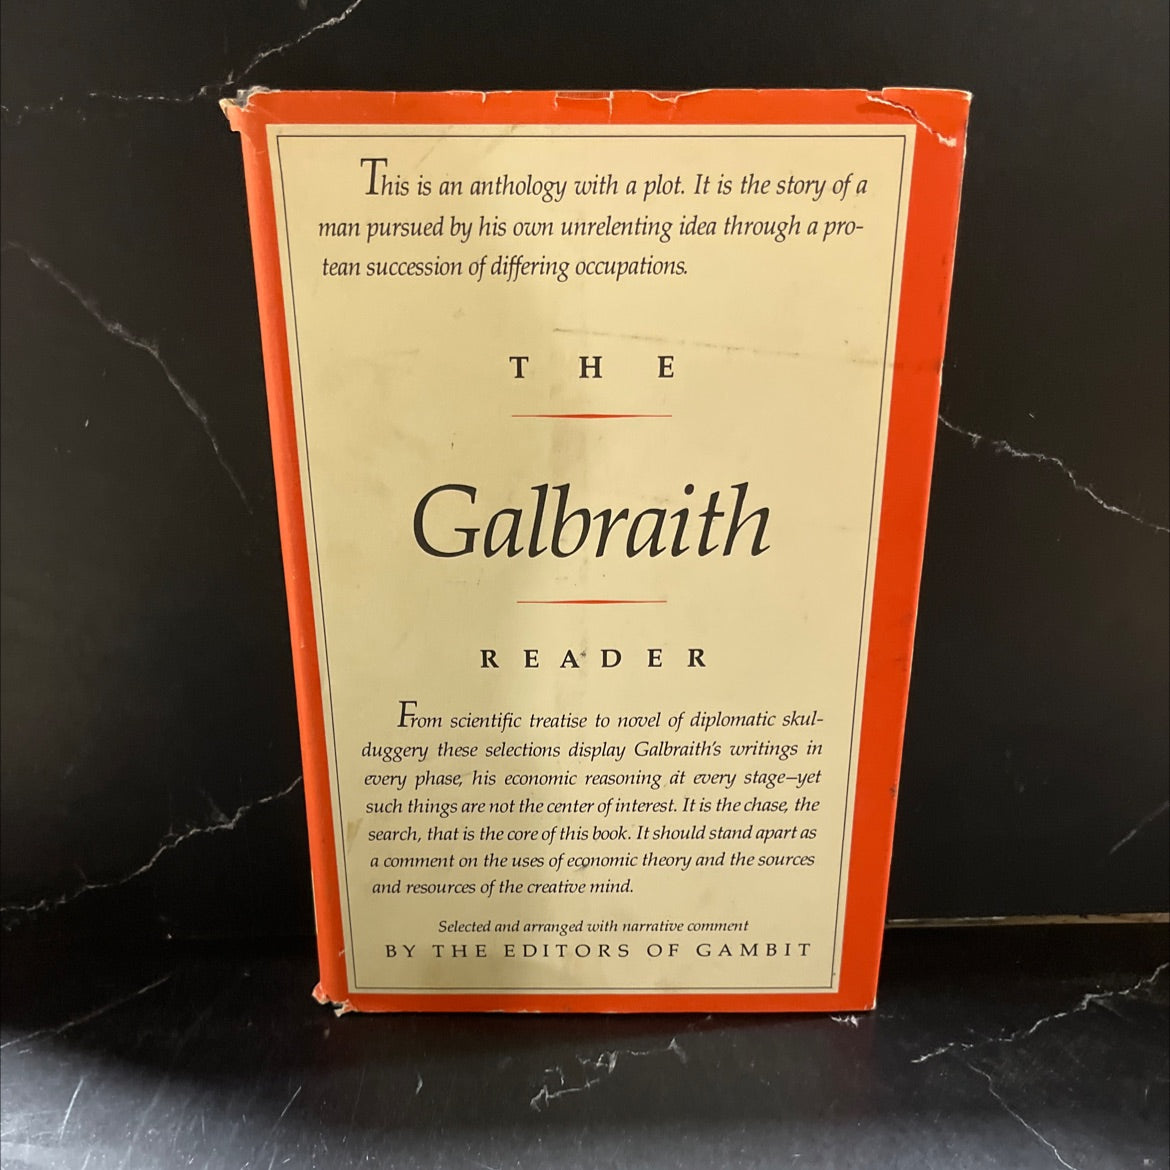 This is an anthology with a plot. It is the story of a
man pursued by his own unrelenting idea through a pro-
tean succession of differing occupations.
THE
Galbraith
READER
From scientific treatise to novel of diplomatic skul-
duggery these selections display Galbraith's writings in
every phase, his economic reasoning at every stage—yet
such things are not the center of interest. It is the chase, the
search, that is the core of this book. It should stand apart as
a comment on the uses of economic theory and the sources
and resources of the creative mind.
Selected and arranged with narrative comment
BY THE EDITORS OF GAMBIT